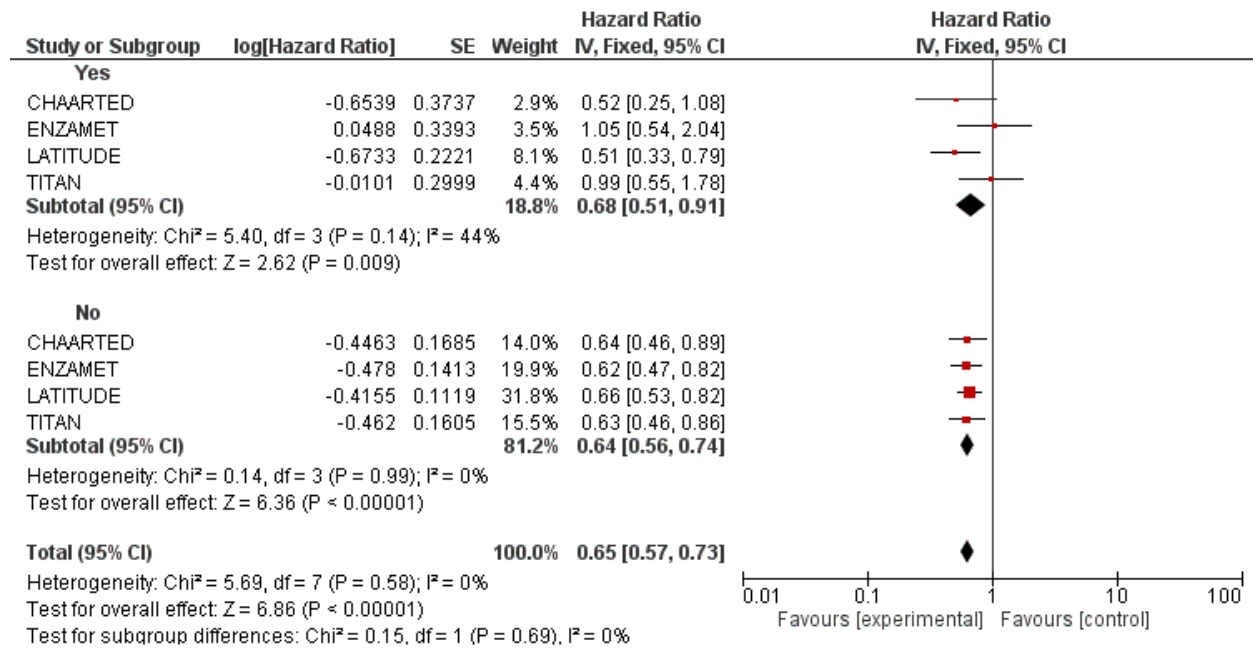 Hazard Ratio Hazard Ratio
Study or Subgroup log[Hazard Ratio] SE Weight IV, Fixed, 95% CI IV, Fixed, 95% CI
Yes
CHAARTED -0.6539 0.3737 2.9% 0.52 [0.25, 1.08]
ENZAMET 0.0488 0.3393 3.5% 1.05 [0.54, 2.04]
LATITUDE -0.6733 0.2221 8.1% 0.51 [0.33, 0.79]
TITAN -0.0101 0.2999 4.4% 0.99 [0.55, 1.78]
Subtotal (95% CI) 18.8% 0.68 [0.51, 0.91]
Heterogeneity: Chi² = 5.40, df = 3 (P = 0.14); I² = 44%
Test for overall effect: Z = 2.62 (P = 0.009)
No
CHAARTED -0.4463 0.1685 14.0% 0.64 [0.46, 0.89]
ENZAMET -0.478 0.1413 19.9% 0.62 [0.47, 0.82]
LATITUDE -0.4155 0.1119 31.8% 0.66 [0.53, 0.82]
TITAN -0.462 0.1605 15.5% 0.63 [0.46, 0.86]
Subtotal (95% CI) 81.2% 0.64 [0.56, 0.74]
Heterogeneity: Chi² = 0.14, df = 3 (P = 0.99); I² = 0%
Test for overall effect: Z = 6.36 (P < 0.00001)
Total (95% CI) 100.0% 0.65 [0.57, 0.73]
Heterogeneity: Chi² = 5.69, df = 7 (P = 0.58); I² = 0%
Test for overall effect: Z = 6.86 (P < 0.00001)
Test for subgroup differences: Chi² = 0.15, df = 1 (P = 0.69), I² = 0%
0.01 0.1 1 10 100
Favours [experimental] Favours [control]